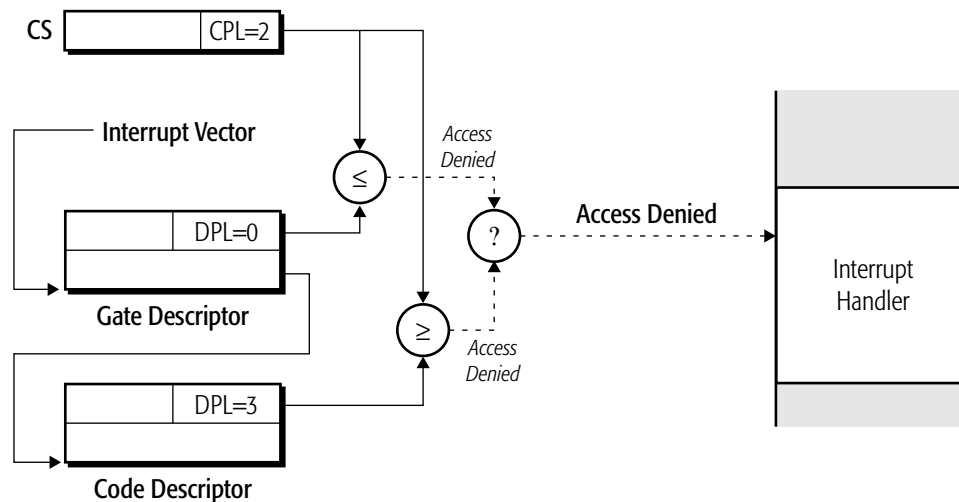 CS
CPL=2
Interrupt Vector
Access
Denied
≤
DPL=0
?
Access Denied
Gate Descriptor
Interrupt
Handler
≥
Access
Denied
DPL=3
Code Descriptor